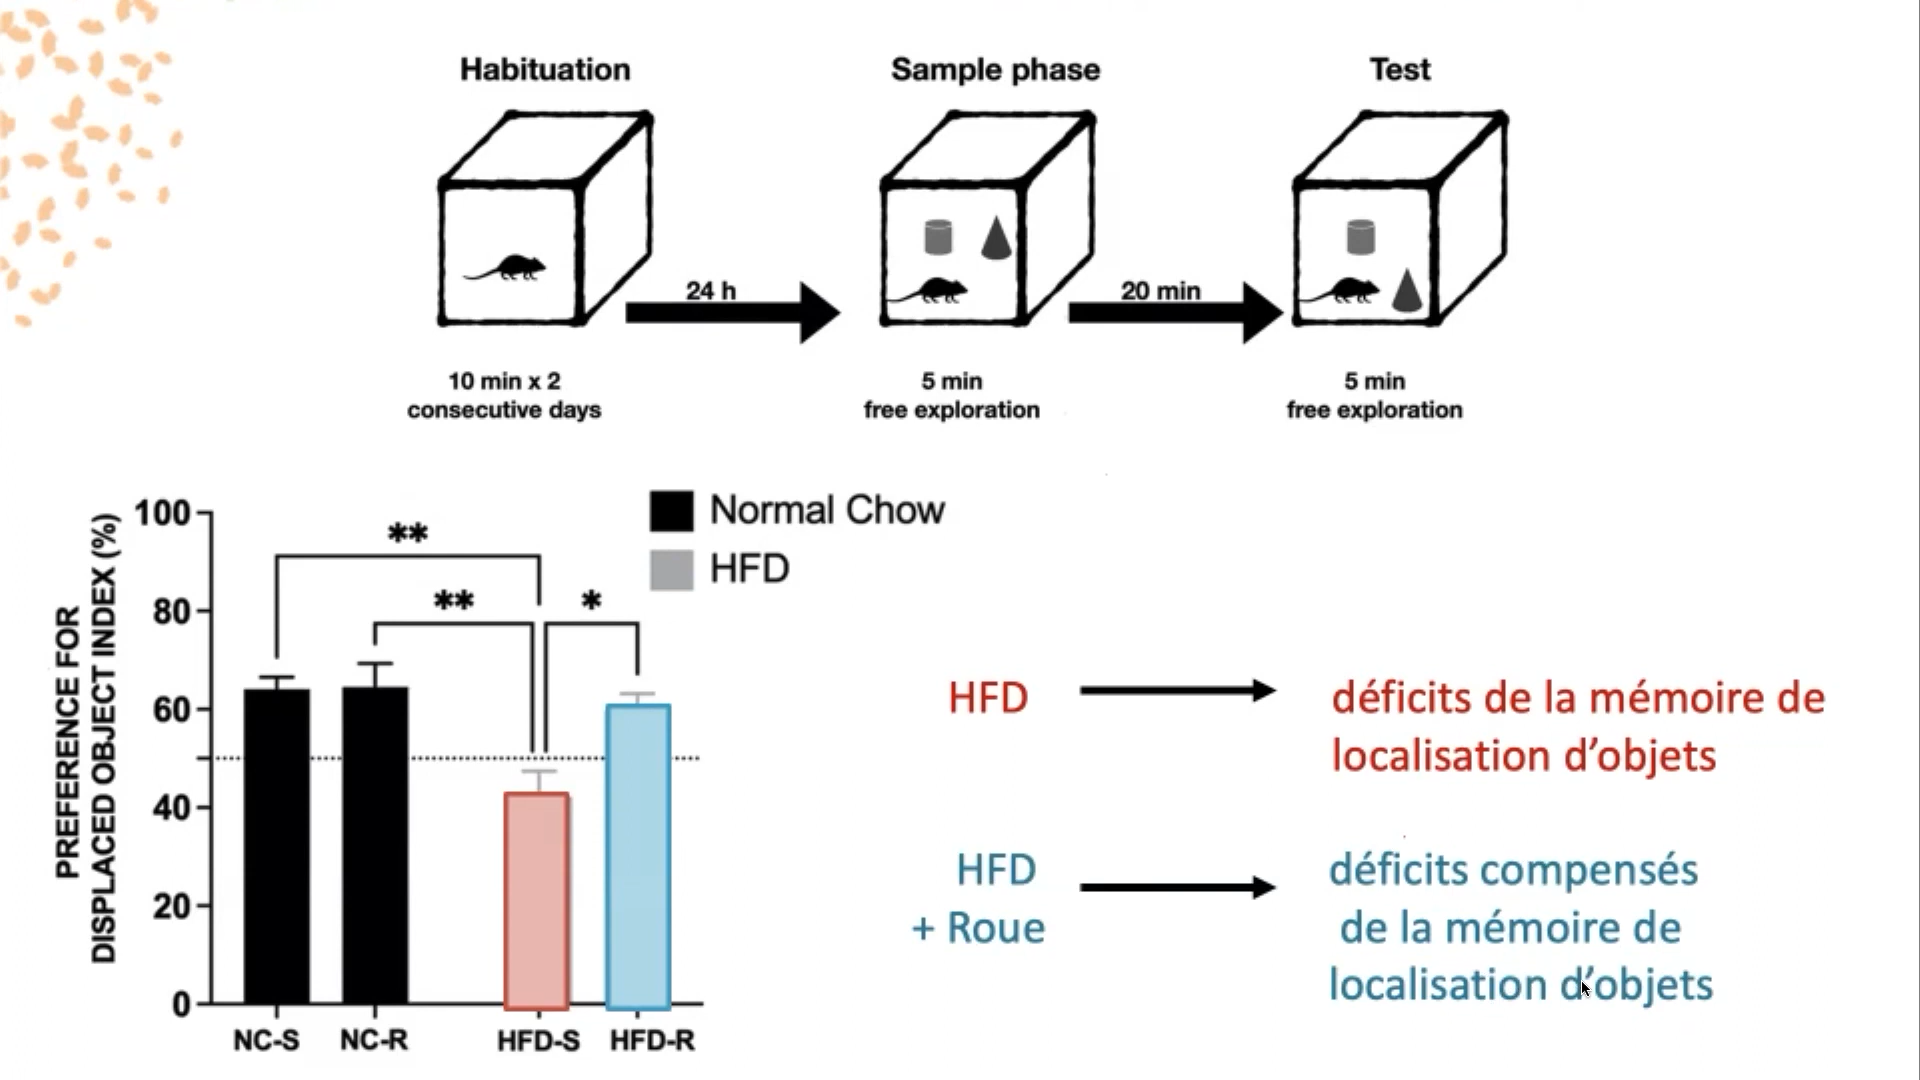 Habituation
Sample phase
Test
24 h
20 min
10 min x 2
consecutive days
5 min
free exploration
5 min
free exploration
PREFERENCE FOR
DISPLACED OBJECT INDEX (%)
100
80
60
40
20
0
**
**
*
Normal Chow
HFD
NC-S
NC-R
HFD-S
HFD-R
HFD
déficits de la mémoire de
localisation d'objets
HFD
+ Roue
déficits compensés
de la mémoire de
localisation d'objets